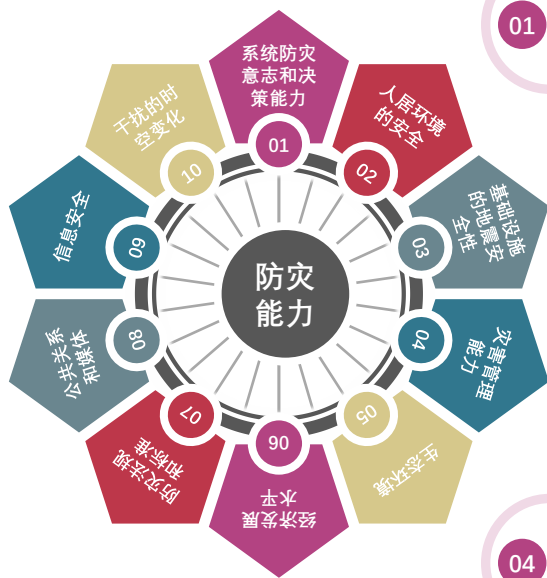 系统防灾
意志和决
策能力
01
人居环境
的安全
02
基础设施
的地震安
全性
03
灾害管理
能力
04
生态环境
05
经济发展
水平
06
防灾法规
和标准
07
公共关系
和媒体
08
信息安全
09
干扰的时
空变化
10
防灾
能力
01
04